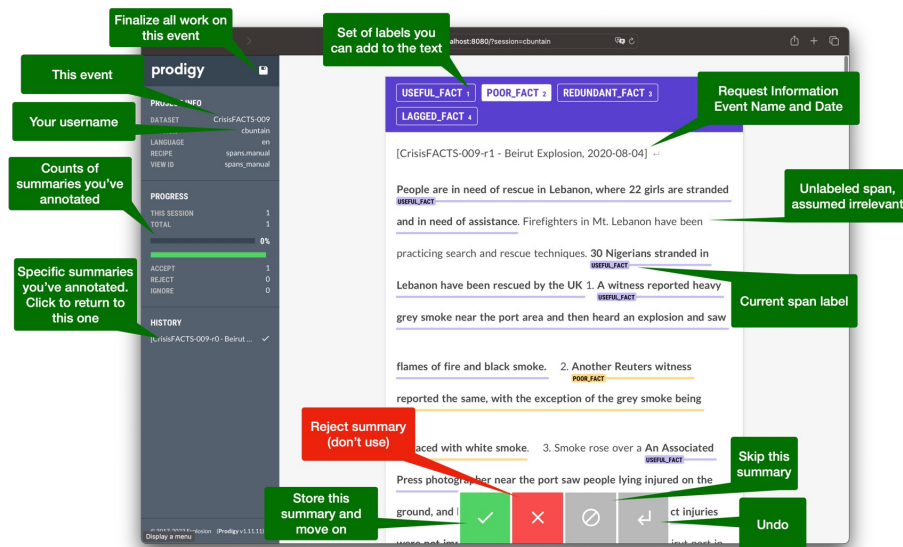 Finalize all work on
this event
Set of labels you
can add to the text
alhost:8080/?session=cbuntain
This event
prodigy
Your username
PROJECT INFO
DATASET CrisisFACTS-009
cbuntain
LANGUAGE en
RECIPE spans.manual
VIEW ID spans_manual
Counts of
summaries you've
annotated
PROGRESS
THIS SESSION 1
TOTAL 1
0%
ACCEPT 1
REJECT 0
IGNORE 0
Specific summaries
you've annotated.
Click to return to
this one
HISTORY
[CrisisFACTS-009-r0 - Beirut ...
© 2017-2023 Explosion (Prodigy v1.11.11)
Display a menu
USEFUL_FACT 1 POOR_FACT 2 REDUNDANT_FACT 3
LAGGED_FACT 4
Request Information
Event Name and Date
[CrisisFACTS-009-r1 - Beirut Explosion, 2020-08-04] ↵
People are in need of rescue in Lebanon, where 22 girls are stranded
USEFUL_FACT
and in need of assistance. Firefighters in Mt. Lebanon have been
Unlabeled span,
assumed irrelevant
practicing search and rescue techniques. 30 Nigerians stranded in
USEFUL_FACT
Lebanon have been rescued by the UK 1. A witness reported heavy
USEFUL_FACT
Current span label
grey smoke near the port area and then heard an explosion and saw
flames of fire and black smoke. 2. Another Reuters witness
POOR_FACT
reported the same, with the exception of the grey smoke being
Reject summary
(don't use)
aced with white smoke. 3. Smoke rose over a An Associated
USEFUL_FACT
Skip this
summary
Press photographer near the port saw people lying injured on the
Store this
summary and
move on
ground, and ct injuries
Undo